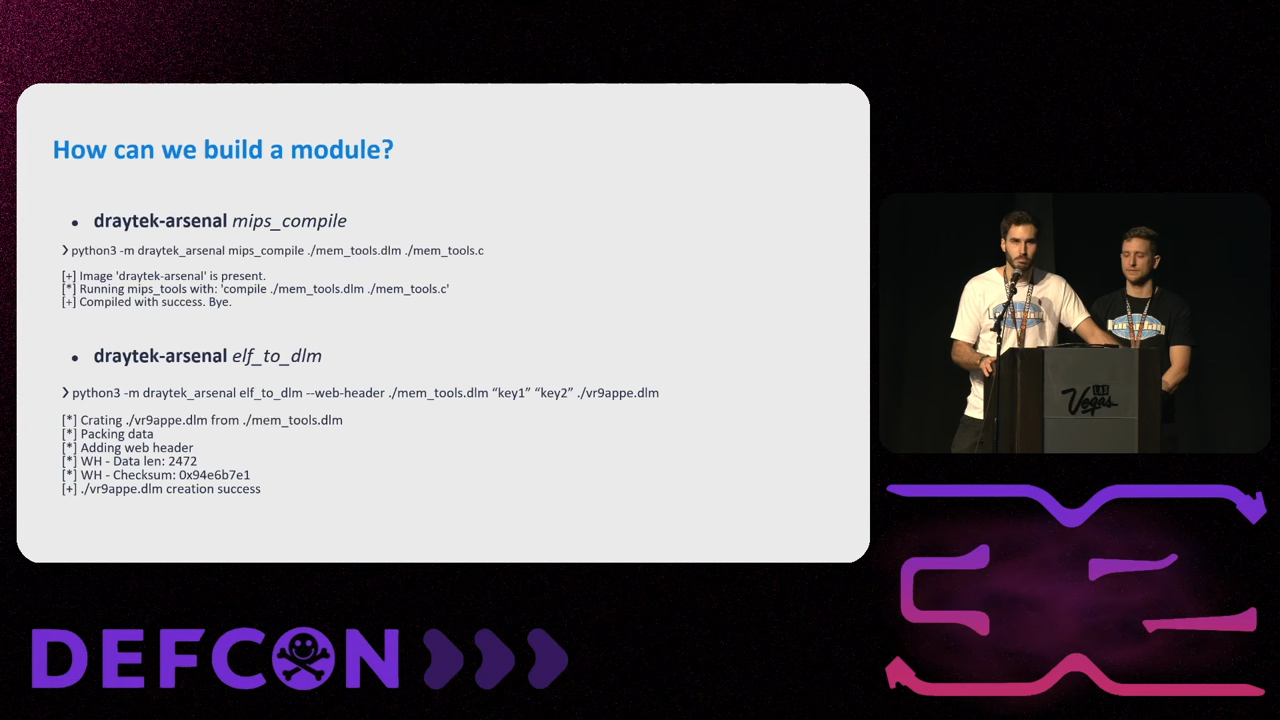 How can we build a module?
• draytek-arsenal mips_compile
❯ python3 -m draytek_arsenal mips_compile ./mem_tools.dlm ./mem_tools.c
[+] Image 'draytek-arsenal' is present.
[*] Running mips_tools with: 'compile ./mem_tools.dlm ./mem_tools.c'
[+] Compiled with success. Bye.
• draytek-arsenal elf_to_dlm
❯ python3 -m draytek_arsenal elf_to_dlm --web-header ./mem_tools.dlm “key1” “key2” ./vr9appe.dlm
[*] Crating ./vr9appe.dlm from ./mem_tools.dlm
[*] Packing data
[*] Adding web header
[*] WH - Data len: 2472
[*] WH - Checksum: 0x94e6b7e1
[+] ./vr9appe.dlm creation success
Vegas
DEFCON